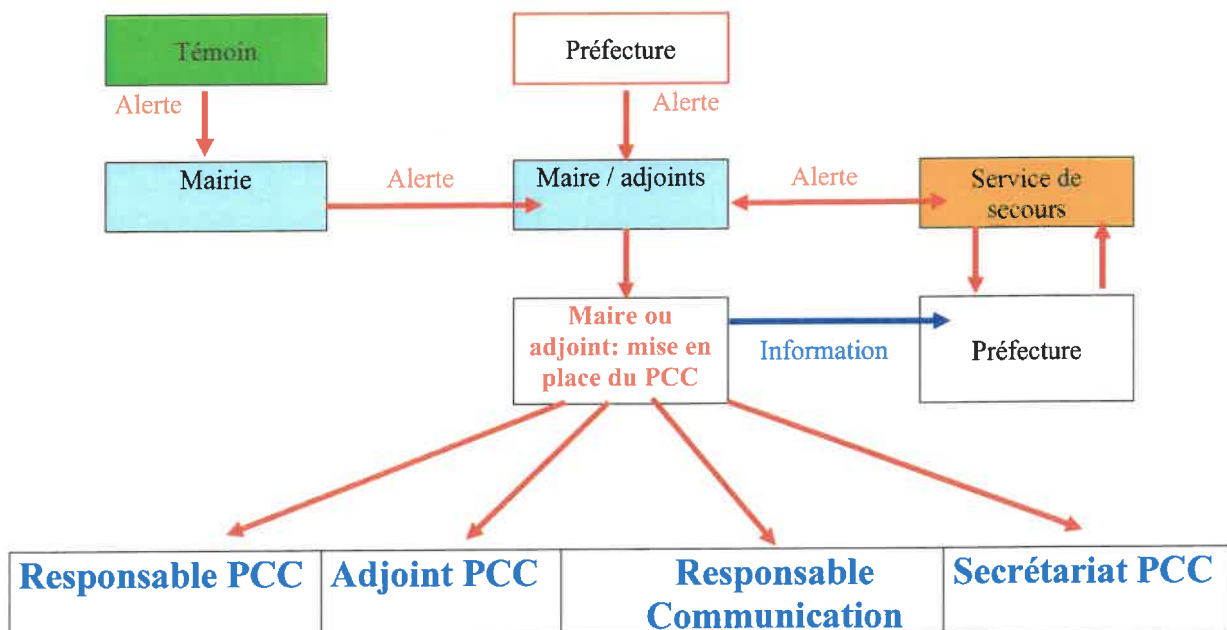 Témoin
Préfecture
Alerte
Alerte
Mairie
Alerte
Maire / adjoints
Alerte
Service de
secours
Maire ou
adjoint: mise en
place du PCC
Information
Préfecture
Responsable PCC
Adjoint PCC
Responsable
Communication
Secrétariat PCC